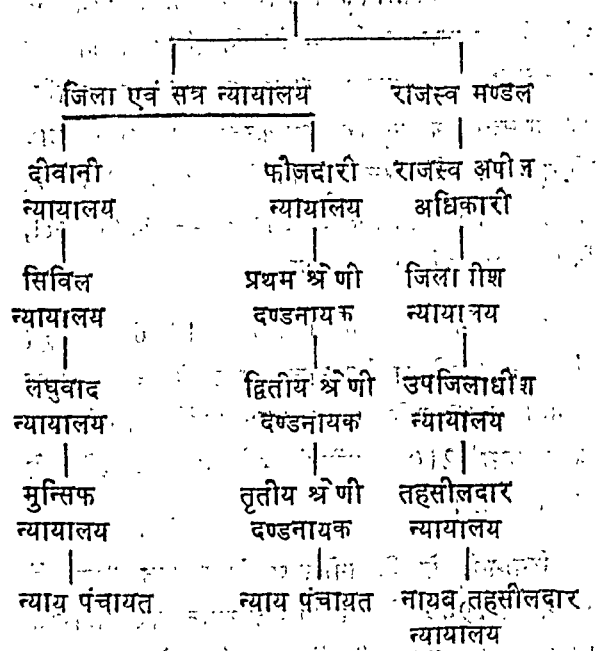 जिला एवं सत्र न्यायालय राजस्व मण्डल
दीवानी फौजदारी राजस्व अपील
न्यायालय न्यायालय अधिकारी
सिविल प्रथम श्रेणी जिलाधीश
न्यायालय दण्डनायक न्यायालय
लघुवाद द्वितीय श्रेणी उपजिलाधीश
न्यायालय दण्डनायक न्यायालय
मुन्सिफ तृतीय श्रेणी तहसीलदार
न्यायालय दण्डनायक न्यायालय
न्याय पंचायत न्याय पंचायत नायब तहसीलदार
न्यायालय